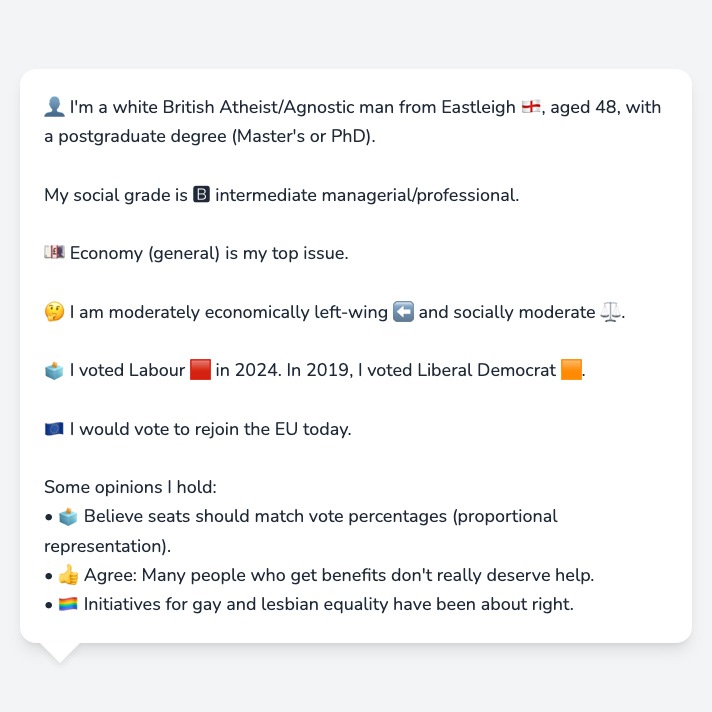 👤 I'm a white British Atheist/Agnostic man from Eastleigh 🏴󠁧󠁢󠁥󠁮󠁧󠁿, aged 48, with
a postgraduate degree (Master's or PhD).
My social grade is 🅱 intermediate managerial/professional.
💷 Economy (general) is my top issue.
🤔 I am moderately economically left-wing ⬅️ and socially moderate ⚖️.
🗳️ I voted Labour 🟥 in 2024. In 2019, I voted Liberal Democrat 🟧.
🇪🇺 I would vote to rejoin the EU today.
Some opinions I hold:
• 🗳️ Believe seats should match vote percentages (proportional
representation).
• 👍 Agree: Many people who get benefits don't really deserve help.
• 🏳️‍🌈 Initiatives for gay and lesbian equality have been about right.